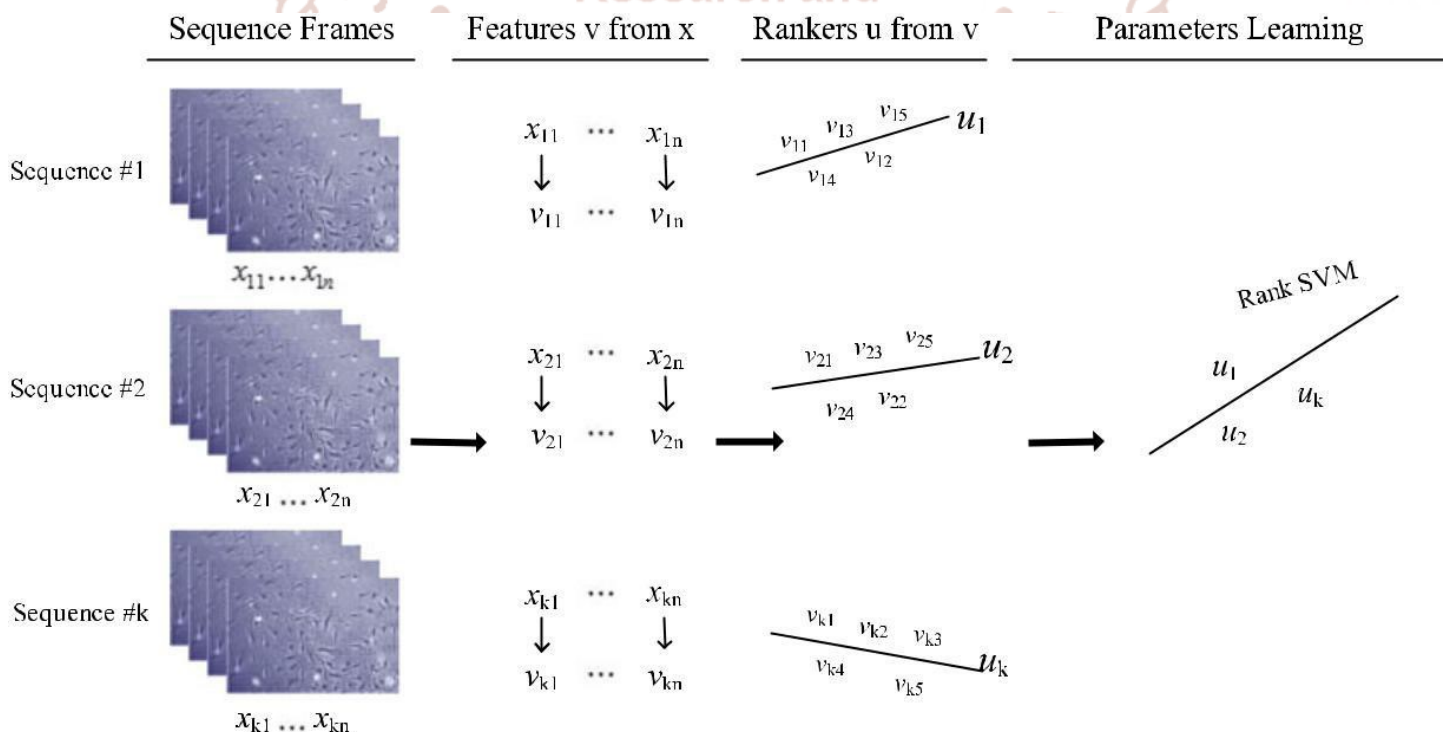 Research and
Sequence Frames
Features v from x
Rankers u from v
Parameters Learning
Sequence #1
x11...x1n
x11 ... x1n
v11 ... v1n
v11 v13 v15
v14 v12
u1
Sequence #2
x21 ... x2n
x21 ... x2n
v21 ... v2n
v21 v23 v25
v24 v22
u2
Rank SVM
u1
uk
u2
Sequence #k
xk1 ... xkn
xk1 ... xkn
vk1 ... vkn
vk1 vk2 vk3
vk4 vk5
uk